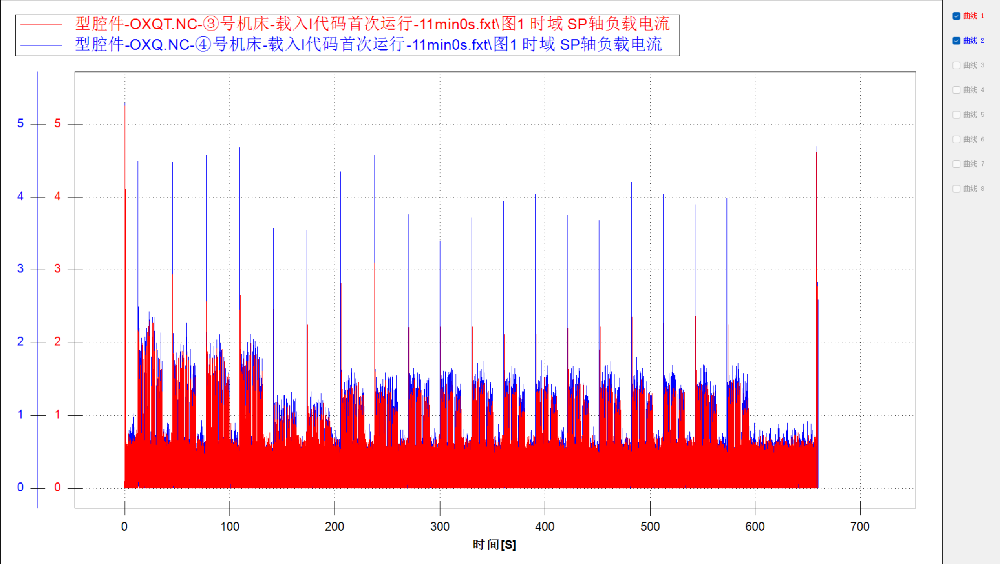 型腔件-OXQT.NC-③号机床-载入I代码首次运行-11min0s.fxt\图1 时域 SP轴负载电流
型腔件-OXQ.NC-④号机床-载入I代码首次运行-11min0s.fxt\图1 时域 SP轴负载电流
曲线 1
曲线 2
曲线 3
曲线 4
曲线 5
曲线 6
曲线 7
曲线 8
5 5
4 4
3 3
2 2
1 1
0 0
0 100 200 300 400 500 600 700
时间[S]